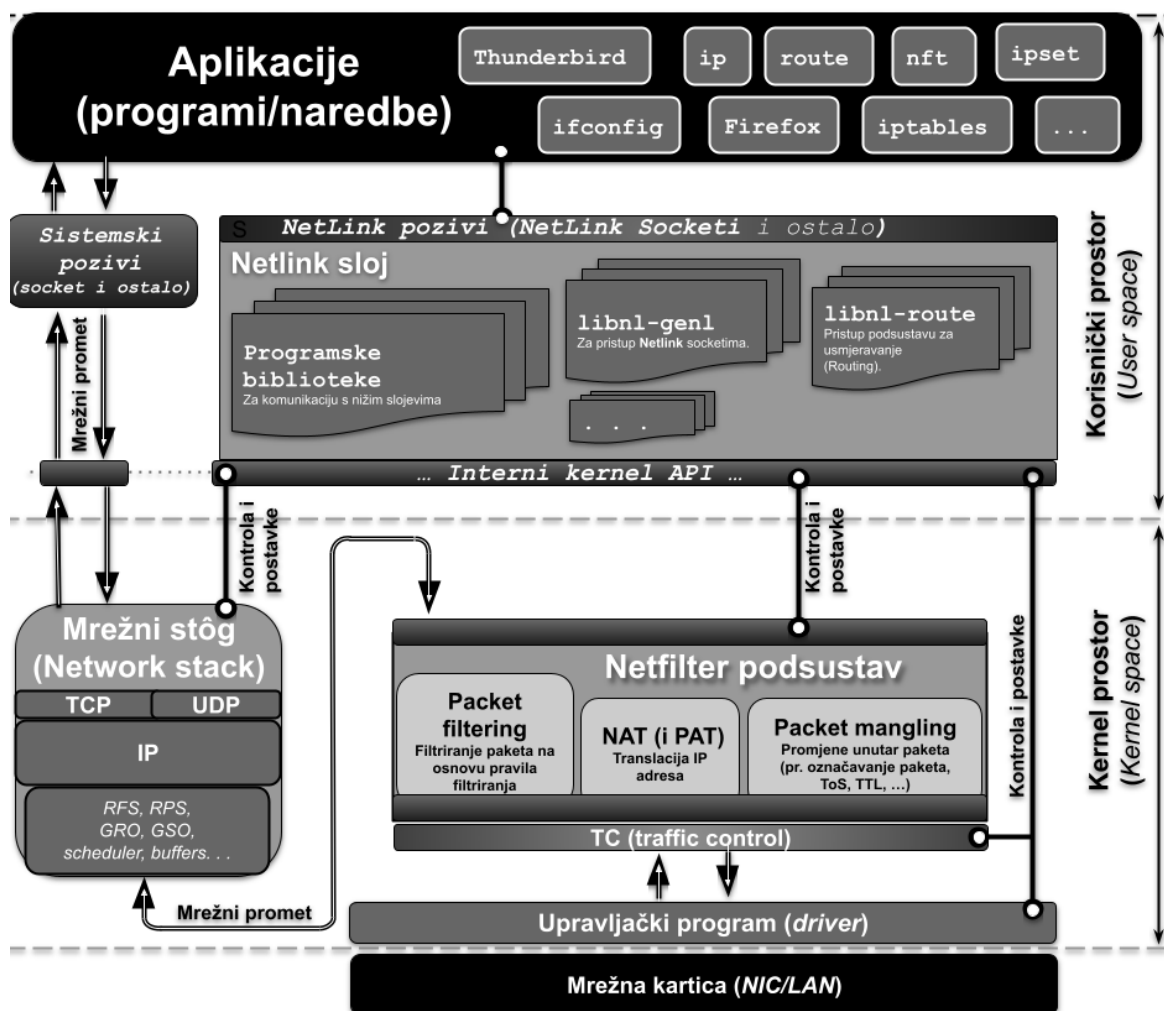 Aplikacije
(programi/naredbe)
Thunderbird
ip
route
nft
ipset
ifconfig
Firefox
iptables
...
Sistemski
pozivi
(socket i ostalo)
Mrežni promet
S NetLink pozivi (NetLink Socketi i ostalo)
Netlink sloj
Programske
biblioteke
Za komunikaciju s nižim slojevima
libnl-genl
Za pristup Netlink socketima.
. . .
libnl-route
Pristup podsustavu za
usmjeravanje
(Routing).
… Interni kernel API …
Korisnički prostor
(User space)
Kontrola i
postavke
Kontrola i
postavke
Kontrola i postavke
Kernel prostor
(Kernel space)
Mrežni stôg
(Network stack)
TCP
UDP
IP
RFS, RPS,
GRO, GSO,
scheduler, buffers. . .
Mrežni promet
Netfilter podsustav
Packet
filtering
Filtriranje paketa na
osnovu pravila
filtriranja
NAT (i PAT)
Translacija IP
adresa
Packet mangling
Promjene unutar paketa
(pr. označavanje paketa,
ToS, TTL, …)
TC (traffic control)
Upravljački program (driver)
Mrežna kartica (NIC/LAN)